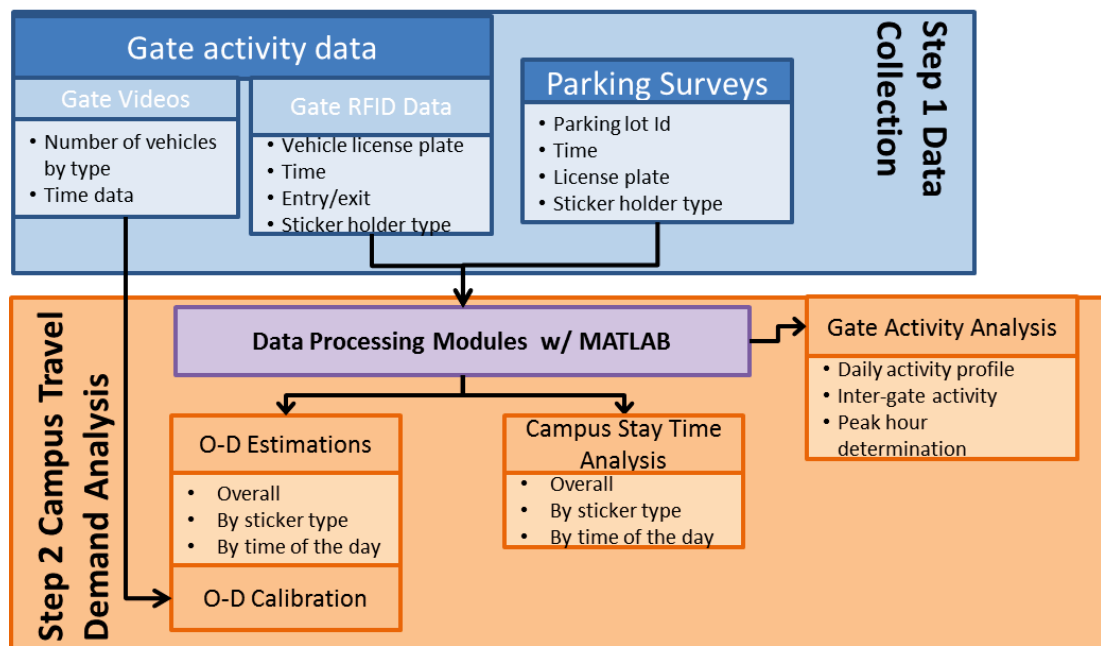 Gate activity data
Gate Videos
• Number of vehicles
by type
• Time data
Gate RFID Data
• Vehicle license plate
• Time
• Entry/exit
• Sticker holder type
Parking Surveys
• Parking lot Id
• Time
• License plate
• Sticker holder type
Step 1 Data
Collection
Step 2 Campus Travel
Demand Analysis
Data Processing Modules w/ MATLAB
Gate Activity Analysis
• Daily activity profile
• Inter-gate activity
• Peak hour
determination
O-D Estimations
• Overall
• By sticker type
• By time of the day
O-D Calibration
Campus Stay Time
Analysis
• Overall
• By sticker type
• By time of the day